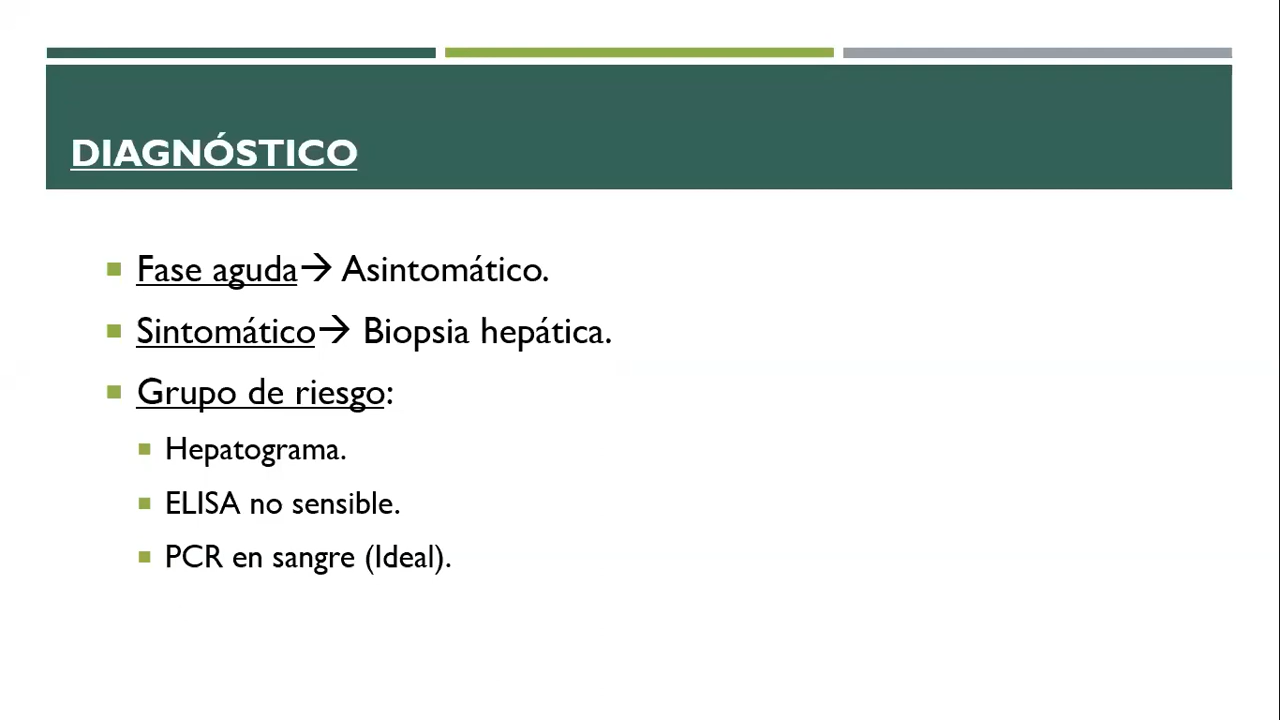 DIAGNÓSTICO
Fase aguda→ Asintomático.
Sintomático→ Biopsia hepática.
Grupo de riesgo:
Hepatograma.
ELISA no sensible.
PCR en sangre (Ideal).